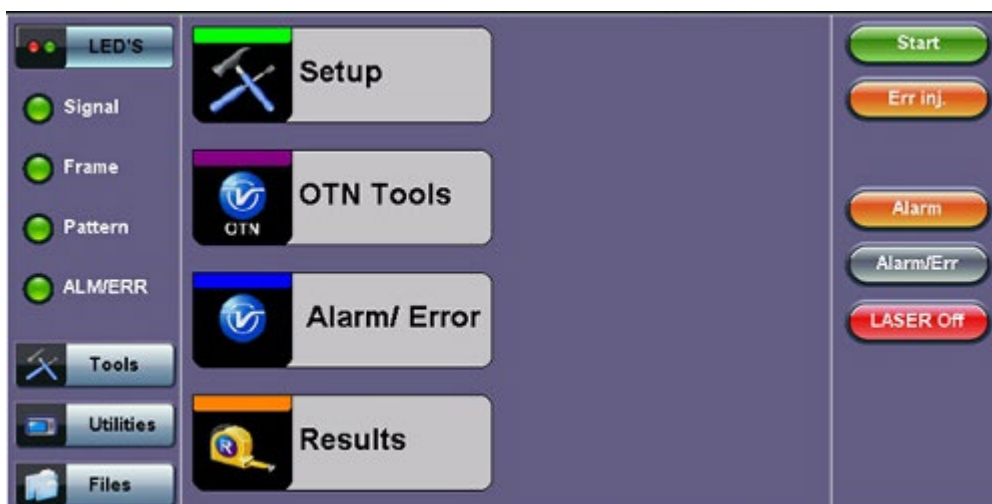 LED'S
Signal
Frame
Pattern
ALM/ERR
Tools
Utilities
Files
Setup
OTN
OTN Tools
Alarm/ Error
R
Results
Start
Err inj.
Alarm
Alarm/Err
LASER Off